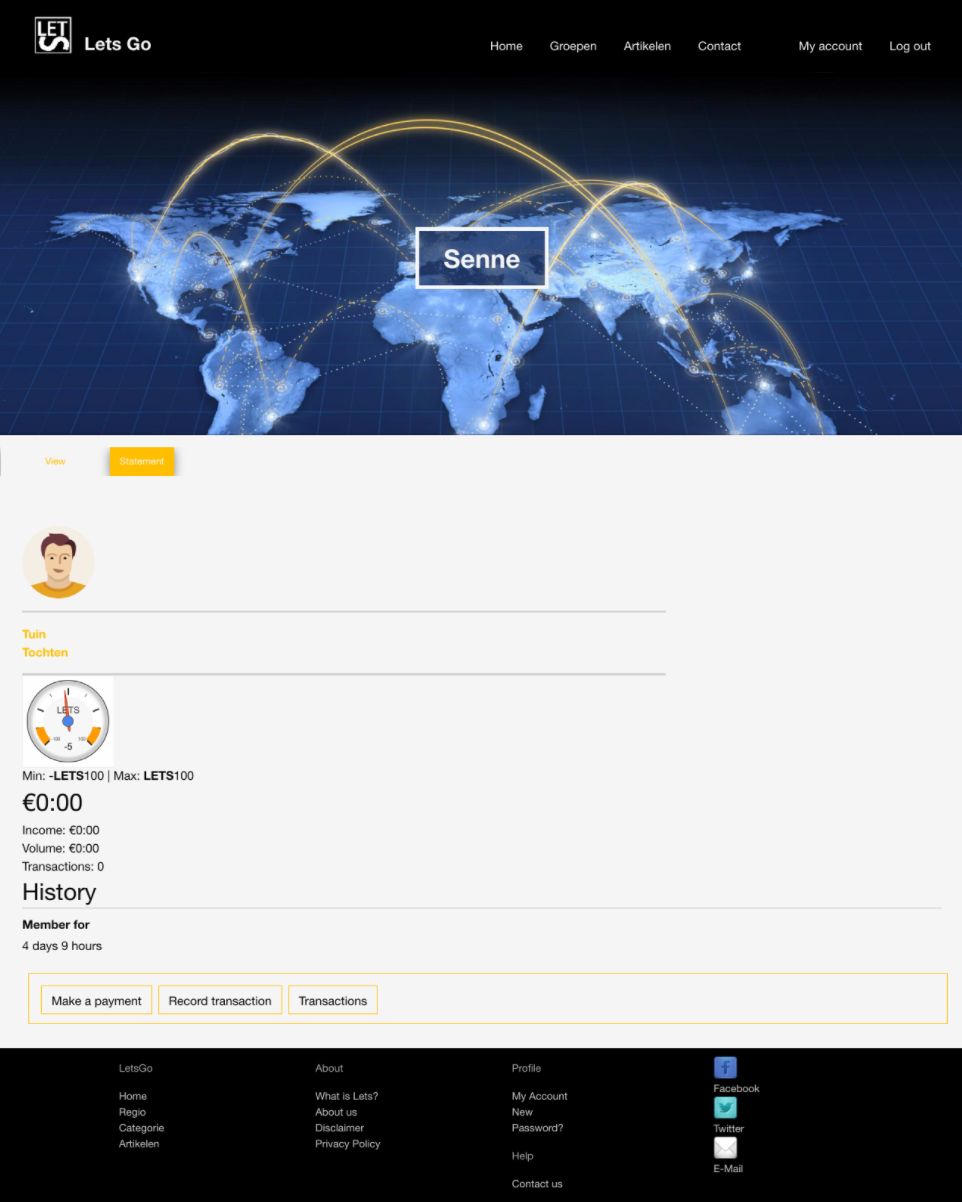 LETS
Lets Go
Home Groepen Artikelen Contact My account Log out
Senne
View Statement
Tuin
Tochten
LETS
-100 100
-5
Min: -LETS100 | Max: LETS100
€0:00
Income: €0:00
Volume: €0:00
Transactions: 0
History
Member for
4 days 9 hours
Make a payment Record transaction Transactions
LetsGo
Home
Regio
Categorie
Artikelen
About
What is Lets?
About us
Disclaimer
Privacy Policy
Profile
My Account
New
Password?
Help
Contact us
Facebook
Twitter
E-Mail